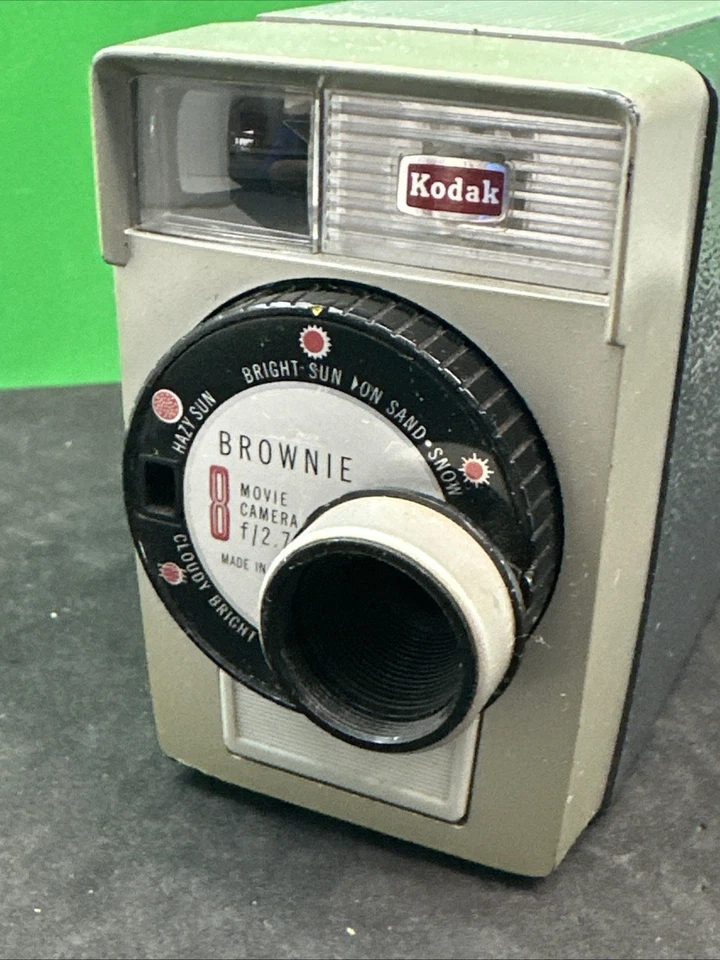 Kodak
BRIGHT SUN ON SAND•SNOW
HAZY SUN
BROWNIE
8 MOVIE
CAMERA
f/2.7
MADE IN
CLOUDY BRIGHT